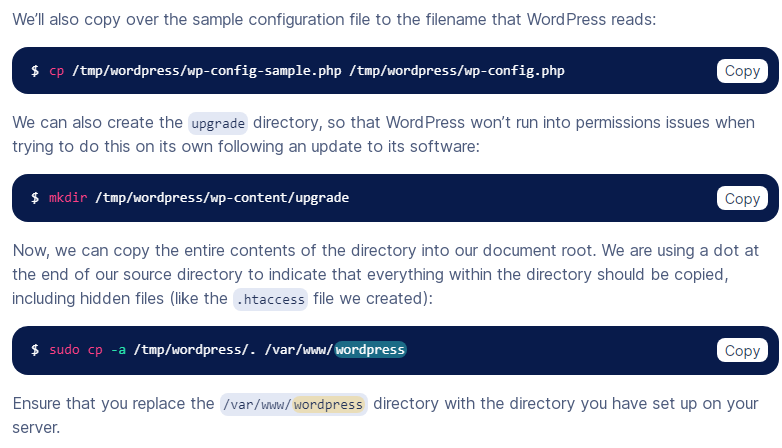 We’ll also copy over the sample configuration file to the filename that WordPress reads:
$ cp /tmp/wordpress/wp-config-sample.php /tmp/wordpress/wp-config.php
Copy
We can also create the upgrade directory, so that WordPress won’t run into permissions issues when
trying to do this on its own following an update to its software:
$ mkdir /tmp/wordpress/wp-content/upgrade
Copy
Now, we can copy the entire contents of the directory into our document root. We are using a dot at
the end of our source directory to indicate that everything within the directory should be copied,
including hidden files (like the .htaccess file we created):
$ sudo cp -a /tmp/wordpress/. /var/www/wordpress
Copy
Ensure that you replace the /var/www/wordpress directory with the directory you have set up on your
server.